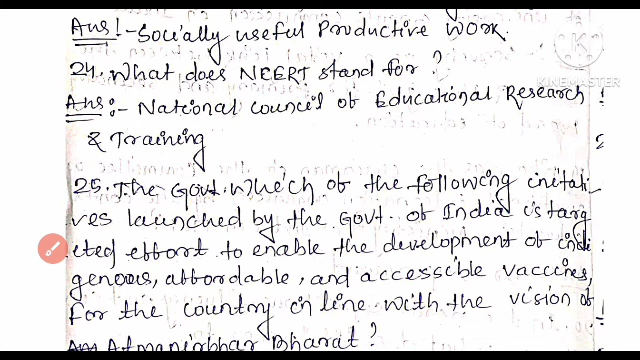 Ans!- Socially useful Productive work.
24. What does NCERT stand for?
KINEMASTER
Ans:- National council of Educational Research
& Training
25. The Govt. which of the following initati-
ves launched by the Govt. of India is targ
eted effort to enable the development of indi
genous, affordable, and accessible vaccines,
for the country in line with the vision of
Atmanirbhar Bharat?